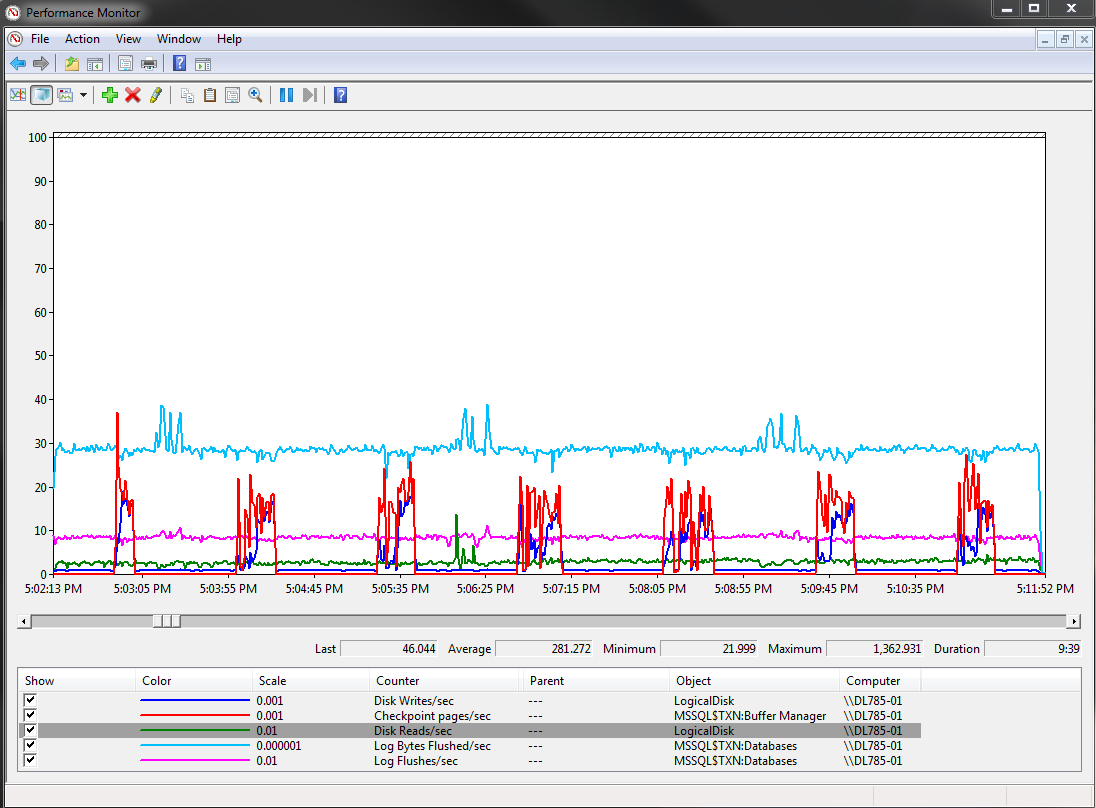 Performance Monitor
File Action View Window Help
100
90
80
70
60
50
40
30
20
10
0
5:02:13 PM 5:03:05 PM 5:03:55 PM 5:04:45 PM 5:05:35 PM 5:06:25 PM 5:07:15 PM 5:08:05 PM 5:08:55 PM 5:09:45 PM 5:10:35 PM 5:11:52 PM
Last 46.044 Average 281.272 Minimum 21.999 Maximum 1,362.931 Duration 9:39
Show Color Scale Counter Parent Object Computer
0.001 Disk Writes/sec --- LogicalDisk \\DL785-01
0.001 Checkpoint pages/sec --- MSSQL$TXN:Buffer Manager \\DL785-01
0.01 Disk Reads/sec --- LogicalDisk \\DL785-01
0.000001 Log Bytes Flushed/sec --- MSSQL$TXN:Databases \\DL785-01
0.01 Log Flushes/sec --- MSSQL$TXN:Databases \\DL785-01